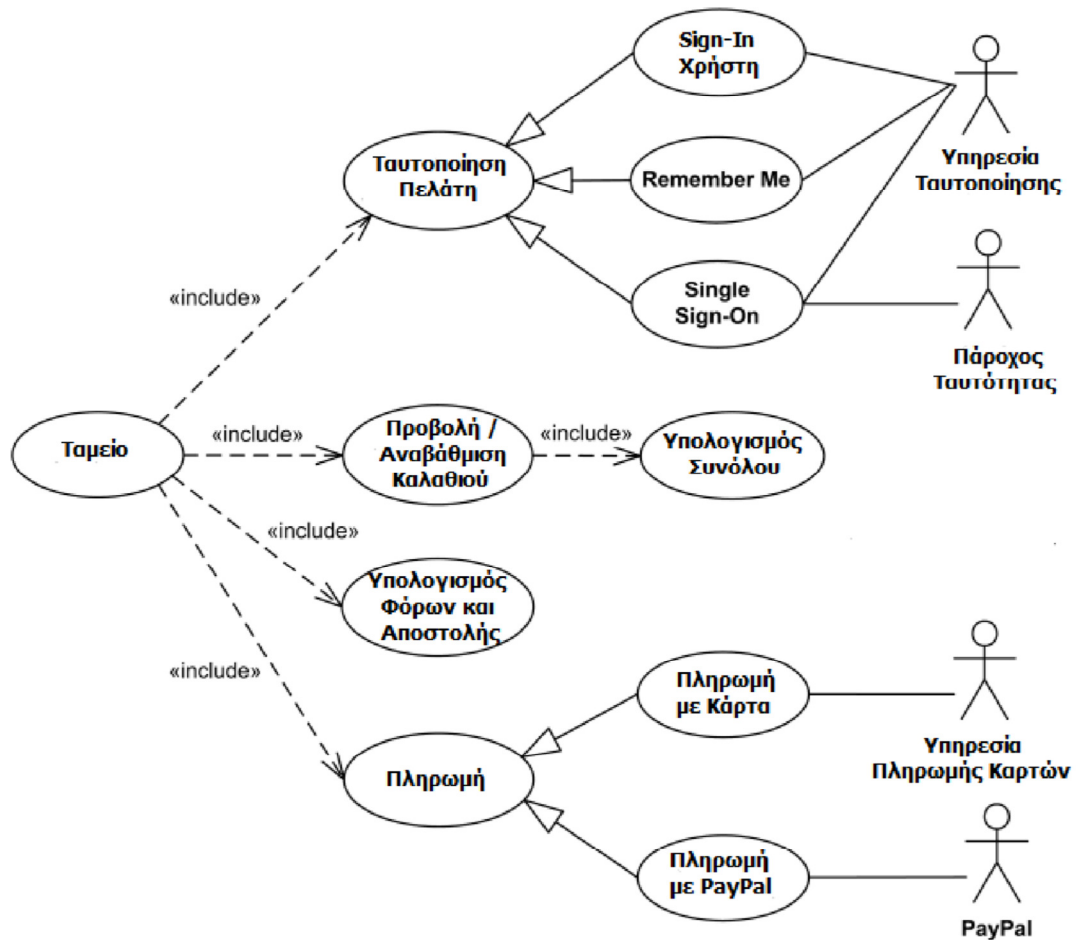 Sign-In
Χρήστη
Υπηρεσία
Ταυτοποίησης
Ταυτοποίηση
Πελάτη
Remember Me
«include»
Single
Sign-On
Πάροχος
Ταυτότητας
Ταμείο
«include»
Προβολή /
Αναβάθμιση
Καλαθιού
«include»
Υπολογισμός
Συνόλου
«include»
Υπολογισμός
Φόρων και
Αποστολής
«include»
Πληρωμή
με Κάρτα
Υπηρεσία
Πληρωμής Καρτών
Πληρωμή
Πληρωμή
με PayPal
PayPal